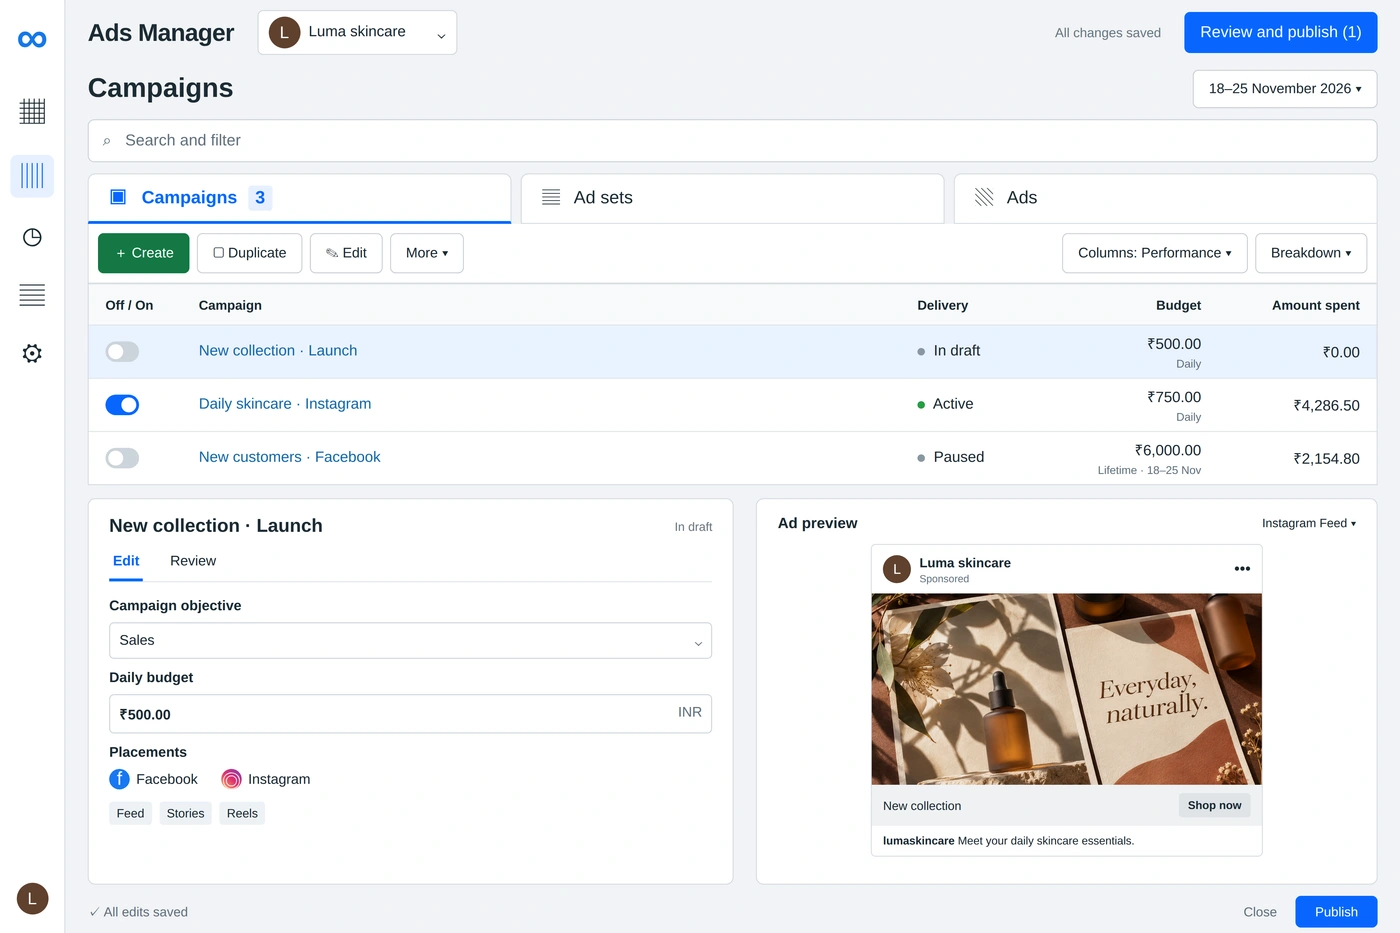 Ads Manager
L Luma skincare
All changes saved
Review and publish (1)
Campaigns
18–25 November 2026 ▾
Search and filter
Campaigns 3
Ad sets
Ads
+ Create
Duplicate
Edit
More ▾
Columns: Performance ▾
Breakdown ▾
Off / On Campaign Delivery Budget Amount spent
New collection · Launch In draft ₹500.00 ₹0.00
Daily
Daily skincare · Instagram Active ₹750.00 ₹4,286.50
Daily
New customers · Facebook Paused ₹6,000.00 ₹2,154.80
Lifetime · 18–25 Nov
New collection · Launch
In draft
Edit Review
Campaign objective
Sales
Daily budget
₹500.00 INR
Placements
Facebook Instagram
Feed Stories Reels
Ad preview
Instagram Feed ▾
L Luma skincare
Sponsored
Everyday,
naturally.
New collection
Shop now
lumaskincare Meet your daily skincare essentials.
L
✓ All edits saved
Close
Publish